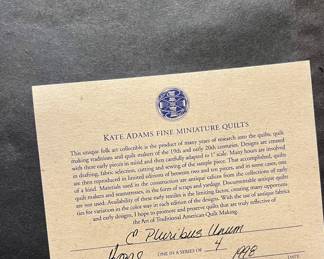 KATE ADAMS FINE MINIATURE QUILTS
This unique folk art collectible is the product of many years of research into the quilts, quilt
making traditions and quilt makers of the 19th and early 20th centuries. Designs are created
with these early pieces in mind and then carefully adapted to 1" scale. Many hours are involved
in drafting, fabric selection, cutting and sewing of the sample piece. That accomplished, quilts
are then reproduced in limited editions of between two and ten pieces, and in some cases, one
of a kind. Materials used in the construction are antique calicos from the collections of early
quilt makers and seamstresses, in the form of scraps and yardage. Documentable antique quilts
are not used. Availability of these early textiles is the limiting factor, creating many opportuni-
ties for variation in the color way in each edition of the designs. With the use of antique fabrics
and early designs, I hope to promote and preserve quilts that are truly reflective of
the Art of Traditional American Quilt Making.
E Pluribus Unum
ONE IN A SERIES OF 4
1998 DATE